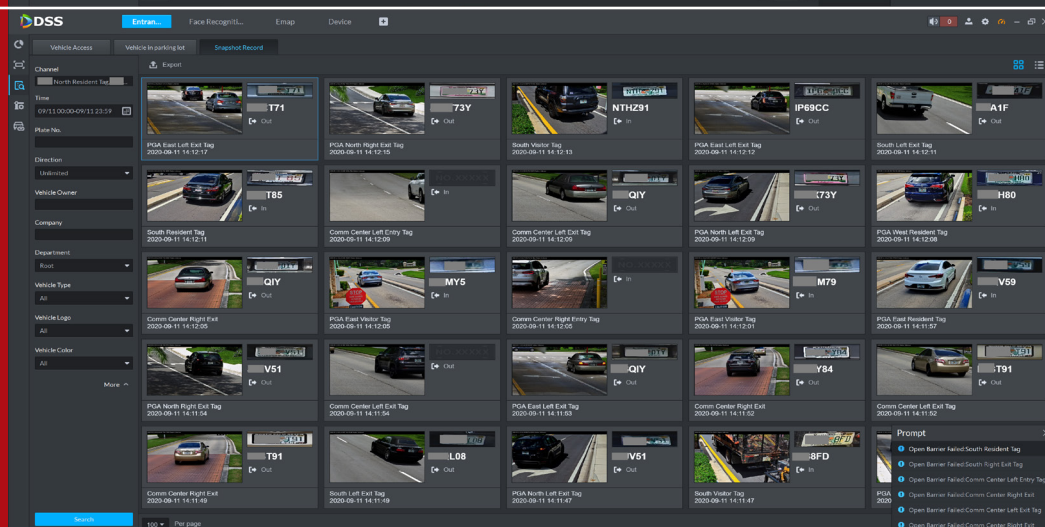 DSS
Entran...
Face Recogniti...
Emap
Device
0
Vehicle Access
Vehicle In parking lot
Snapshot Record
Export
Channel
North Resident Tag,
Time
09/11 00:00-09/11 23:59
Plate No.
Direction
Unlimited
Vehicle Owner
Company
Department
Root
Vehicle Type
All
Vehicle Logo
All
Vehicle Color
All
More
Search
T71
Out
PGA East Left Exit Tag
2020-09-11 14:12:17
73Y
Out
PGA North Right Exit Tag
2020-09-11 14:12:15
NTHZ91
In
South Visitor Tag
2020-09-11 14:12:13
IP69CC
Out
PGA East Left Exit Tag
2020-09-11 14:12:12
A1F
Out
South Left Exit Tag
2020-09-11 14:12:11
T85
In
South Resident Tag
2020-09-11 14:12:11
In
Comm Center Left Entry Tag
2020-09-11 14:12:09
QIY
Out
Comm Center Left Exit Tag
2020-09-11 14:12:09
73Y
Out
PGA North Left Exit Tag
2020-09-11 14:12:09
H80
In
PGA West Resident Tag
2020-09-11 14:12:08
QIY
Out
Comm Center Right Exit
2020-09-11 14:12:05
STOP
MY5
In
PGA East Visitor Tag
2020-09-11 14:12:05
In
Comm Center Right Entry Tag
2020-09-11 14:12:05
STOP
M79
In
PGA East Visitor Tag
2020-09-11 14:12:01
V59
In
PGA East Resident Tag
2020-09-11 14:11:57
V51
Out
PGA North Right Exit Tag
2020-09-11 14:11:54
Out
Comm Center Left Exit Tag
2020-09-11 14:11:54
QIY
Out
PGA East Left Exit Tag
2020-09-11 14:11:53
Y84
Out
Comm Center Right Exit
2020-09-11 14:11:52
T91
Out
Comm Center Left Exit Tag
2020-09-11 14:11:52
T91
Out
Comm Center Right Exit
2020-09-11 14:11:49
L08
Out
South Left Exit Tag
2020-09-11 14:11:49
V51
Out
PGA North Left Exit Tag
2020-09-11 14:11:47
8FD
In
South Visitor Tag
2020-09-11 14:11:47
PGA
2020
Prompt
Open Barrier Failed:South Resident Tag
Open Barrier Failed:South Right Exit Tag
Open Barrier Failed:Comm Center Left Entry Tag
Open Barrier Failed:Comm Center Right Exit
Open Barrier Failed:Comm Center Left Exit Tag
Open Barrier Failed:Comm Center Right Exit
100
Per page